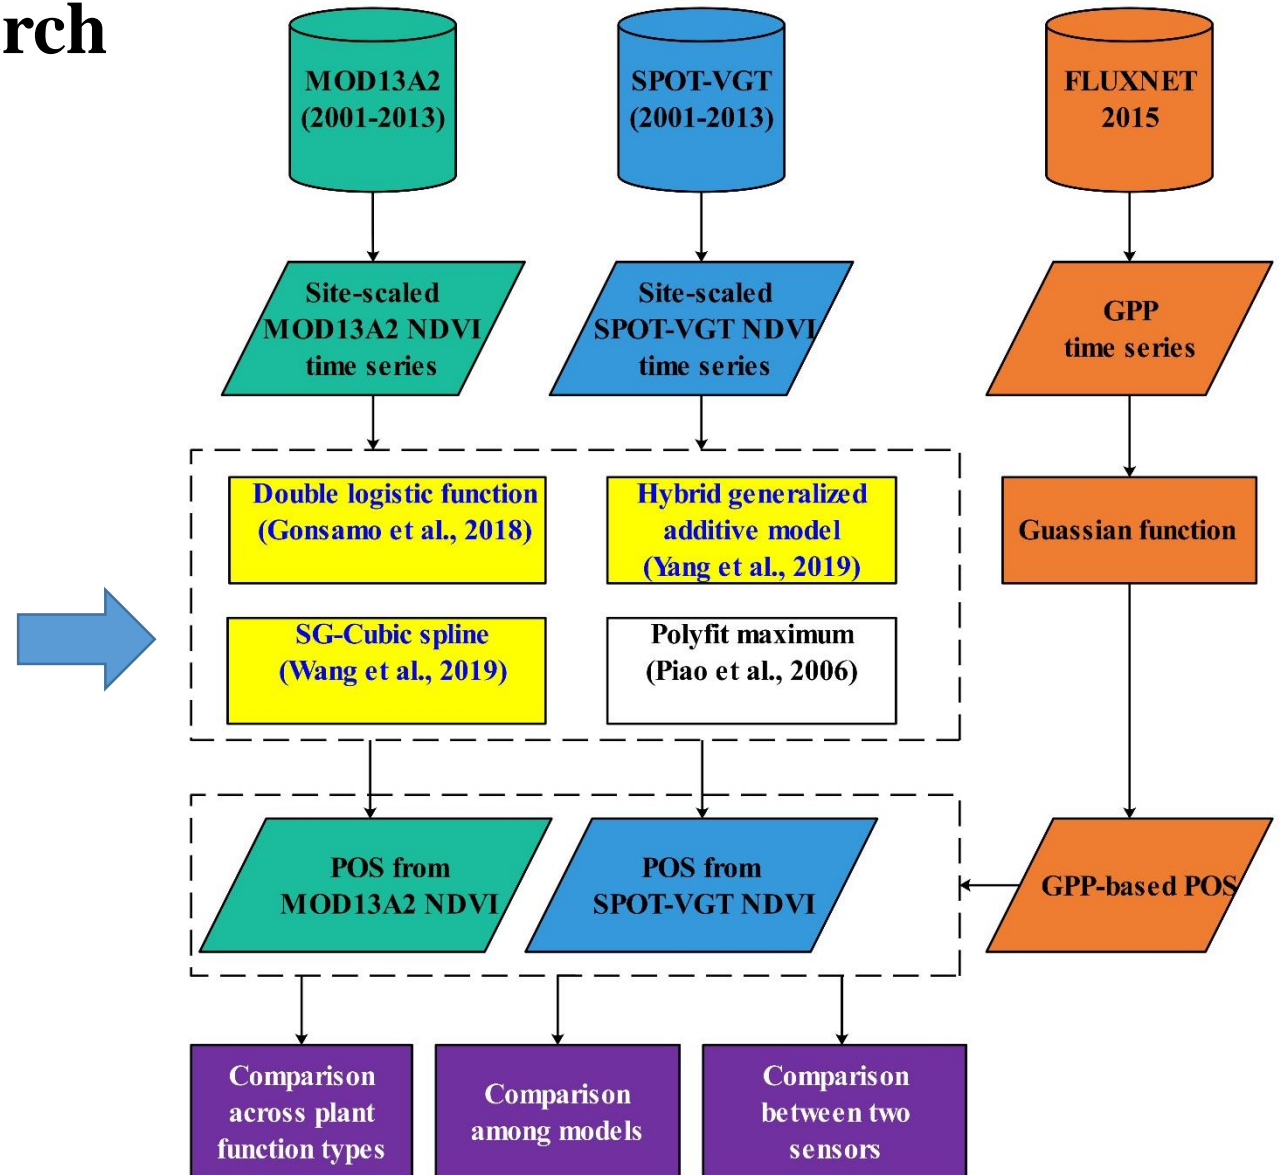 rch
MOD13A2
(2001-2013)
SPOT-VGT
(2001-2013)
FLUXNET
2015
Site-scaled
MOD13A2 NDVI
time series
Site-scaled
SPOT-VGT NDVI
time series
GPP
time series
Double logistic function
(Gonsamo et al., 2018)
Hybrid generalized
additive model
(Yang et al., 2019)
Guassian function
SG-Cubic spline
(Wang et al., 2019)
Polyfit maximum
(Piao et al., 2006)
POS from
MOD13A2 NDVI
POS from
SPOT-VGT NDVI
GPP-based POS
Comparison
across plant
function types
Comparison
among models
Comparison
between two
sensors